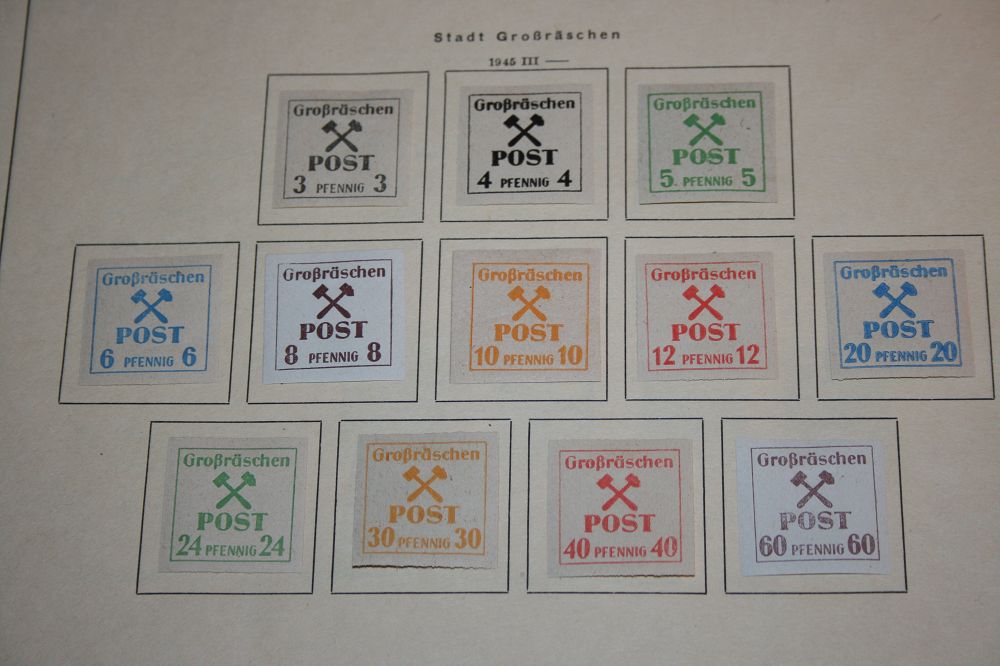 Stadt Großräschen
1945 III —
Großräschen
POST
3 PFENNIG 3
Großräschen
POST
4 PFENNIG 4
Großräschen
POST
5. PFENNIG 5
Großräschen
POST
6 PFENNIG 6
Großräschen
POST
8 PFENNIG 8
Großräschen
POST
10 PFENNIG 10
Großräschen
POST
12 PFENNIG 12
Großräschen
POST
20 PFENNIG 20
Großräschen
POST
24 PFENNIG 24
Großräschen
POST
30 PFENNIG 30
Großräschen
POST
40 PFENNIG 40
Großräschen
POST
60 PFENNIG 60